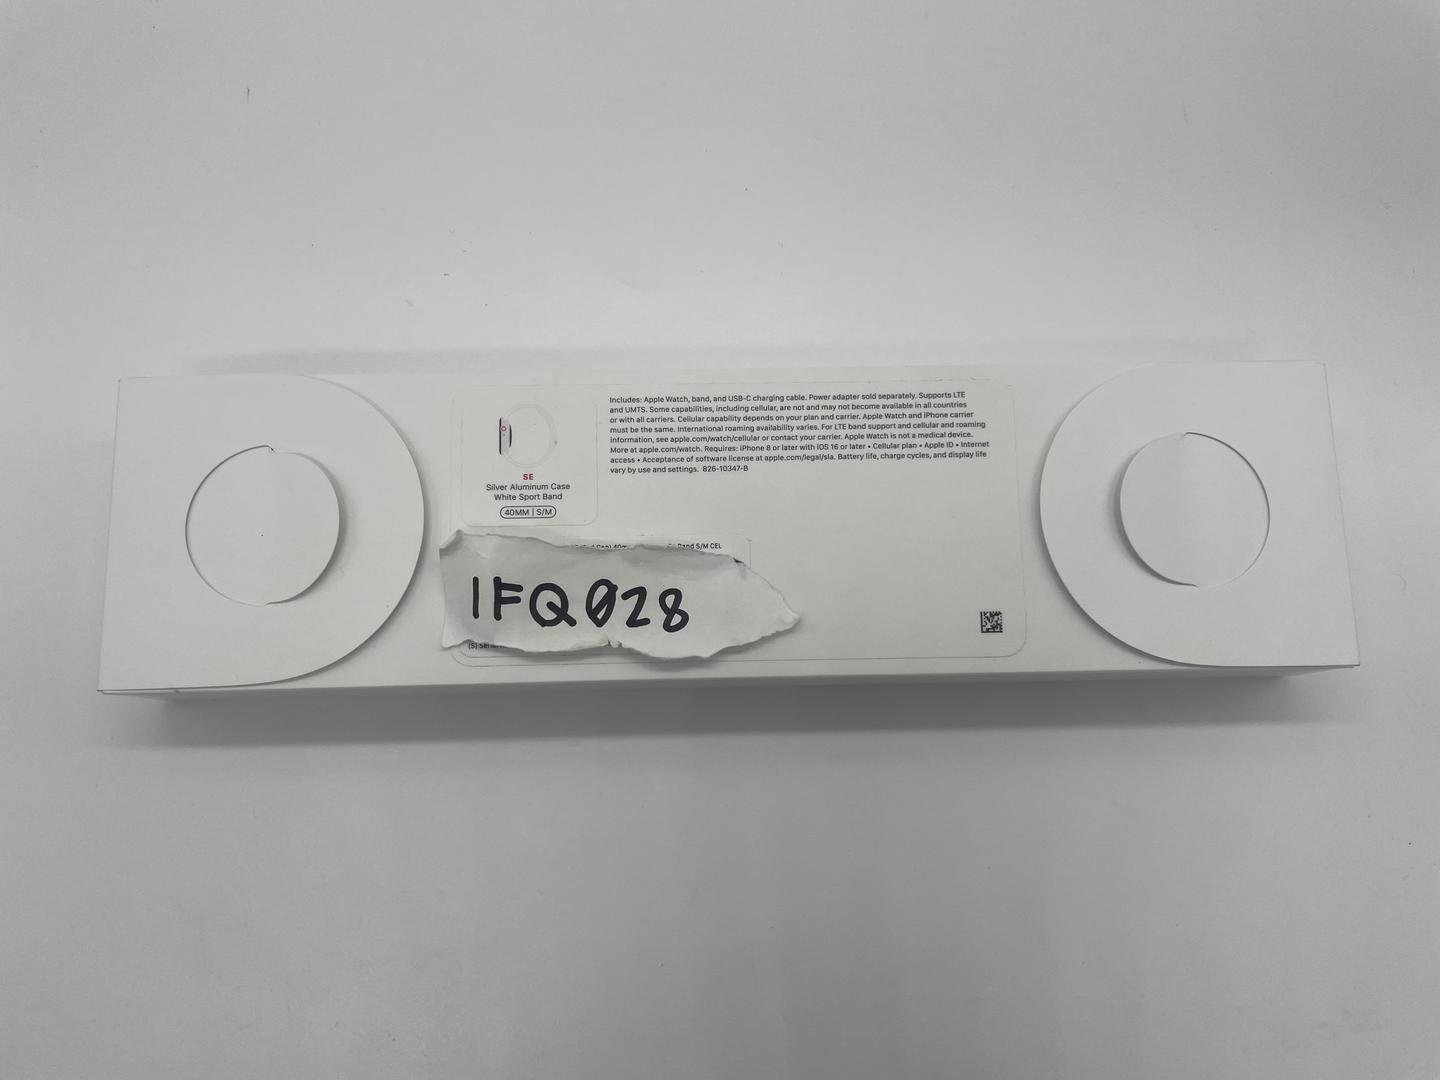 Includes: Apple Watch, band, and USB-C charging cable. Power adapter sold separately. Supports LTE
and UMTS. Some capabilities, including cellular, are not and may not become available in all countries
or with all carriers. Cellular capability depends on your plan and carrier. Apple Watch and iPhone carrier
must be the same. International roaming availability varies. For LTE band support and cellular and roaming
information, see apple.com/watch/cellular or contact your carrier. Apple Watch is not a medical device.
More at apple.com/watch. Requires: iPhone 8 or later with iOS 16 or later • Cellular plan • Apple ID • Internet
access • Acceptance of software license at apple.com/legal/sla. Battery life, charge cycles, and display life
vary by use and settings. 826-10347-B
SE
Silver Aluminum Case
White Sport Band
40MM | S/M
Band S/M CEL
1FQ028
(S)